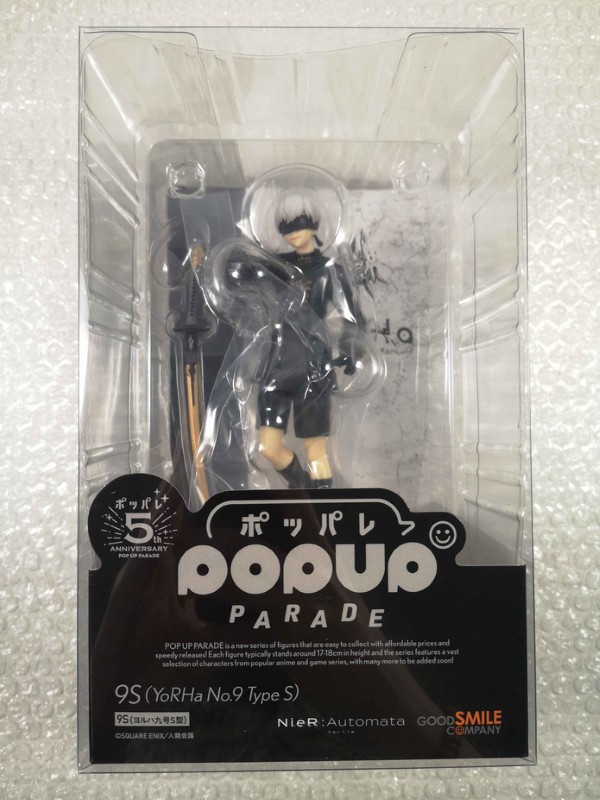 ポッパレ
5th
ANNIVERSARY
POP UP PARADE
ポッパレ
POPUP
PARADE
POP UP PARADE is a new series of figures that are easy to collect with affordable prices and
speedy releases! Each figure typically stands around 17-18cm in height and the series features a vast
selection of characters from popular anime and game series, with many more to be added soon!
9S (YoRHa No.9 Type S)
9S(ヨルハ九号S型)
NieR:Automata
Ver1.1a
GOODSMILE
COMPANY
©SQUARE ENIX/人類会議